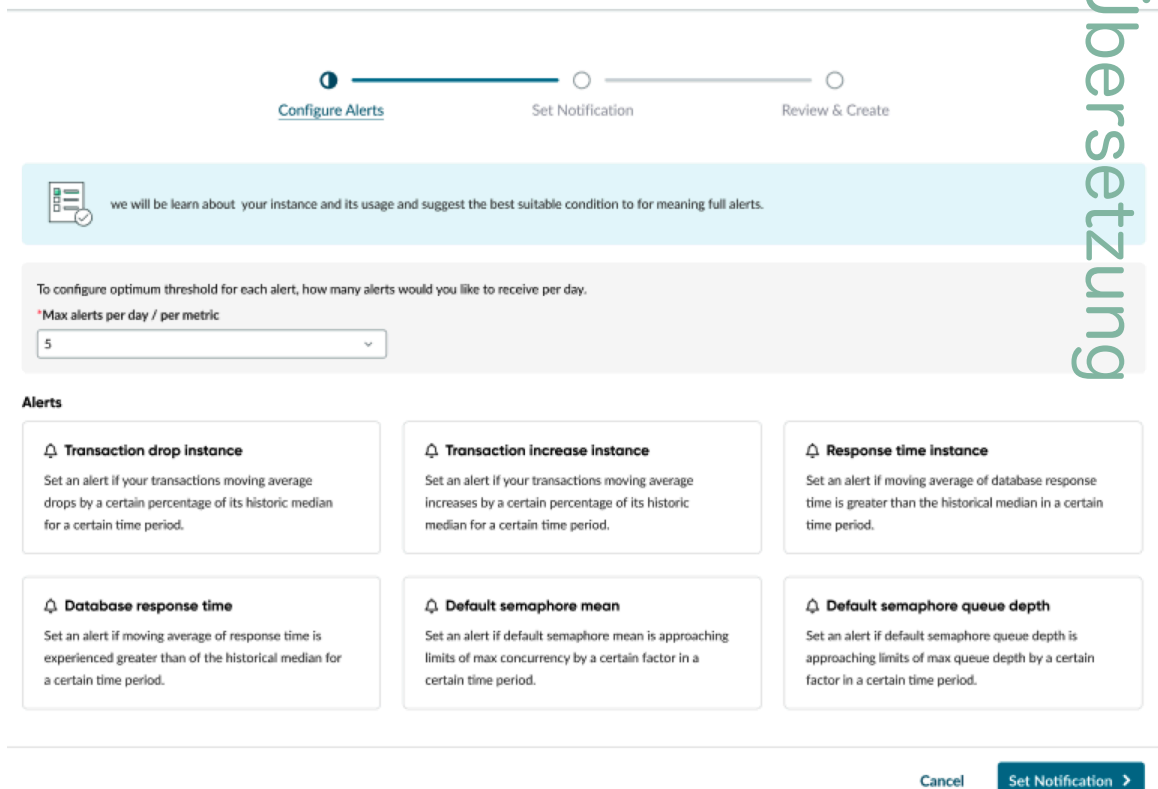 Übersetzung
Configure Alerts
Set Notification
Review & Create
we will be learn about your instance and its usage and suggest the best suitable condition to for meaning full alerts.
To configure optimum threshold for each alert, how many alerts would you like to receive per day.
*Max alerts per day / per metric
5
Alerts
Transaction drop instance
Set an alert if your transactions moving average
drops by a certain percentage of its historic median
for a certain time period.
Transaction increase instance
Set an alert if your transactions moving average
increases by a certain percentage of its historic
median for a certain time period.
Response time instance
Set an alert if moving average of database response
time is greater than the historical median in a certain
time period.
Database response time
Set an alert if moving average of response time is
experienced greater than of the historical median for
a certain time period.
Default semaphore mean
Set an alert if default semaphore mean is approaching
limits of max concurrency by a certain factor in a
certain time period.
Default semaphore queue depth
Set an alert if default semaphore queue depth is
approaching limits of max queue depth by a certain
factor in a certain time period.
Cancel
Set Notification